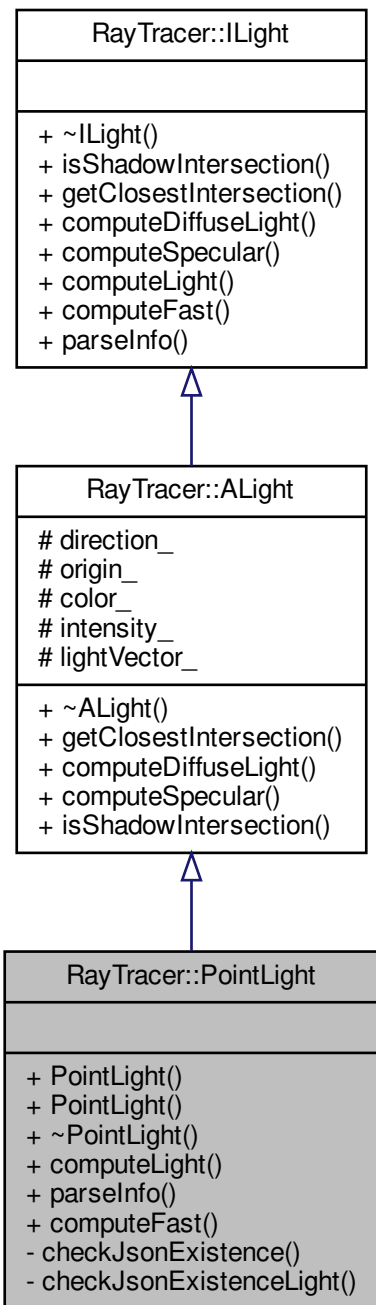 RayTracer::ILight
+ ~ILight()
+ isShadowIntersection()
+ getClosestIntersection()
+ computeDiffuseLight()
+ computeSpecular()
+ computeLight()
+ computeFast()
+ parseInfo()
RayTracer::ALight
# direction_
# origin_
# color_
# intensity_
# lightVector_
+ ~ALight()
+ getClosestIntersection()
+ computeDiffuseLight()
+ computeSpecular()
+ isShadowIntersection()
RayTracer::PointLight
+ PointLight()
+ PointLight()
+ ~PointLight()
+ computeLight()
+ parseInfo()
+ computeFast()
- checkJsonExistence()
- checkJsonExistenceLight()